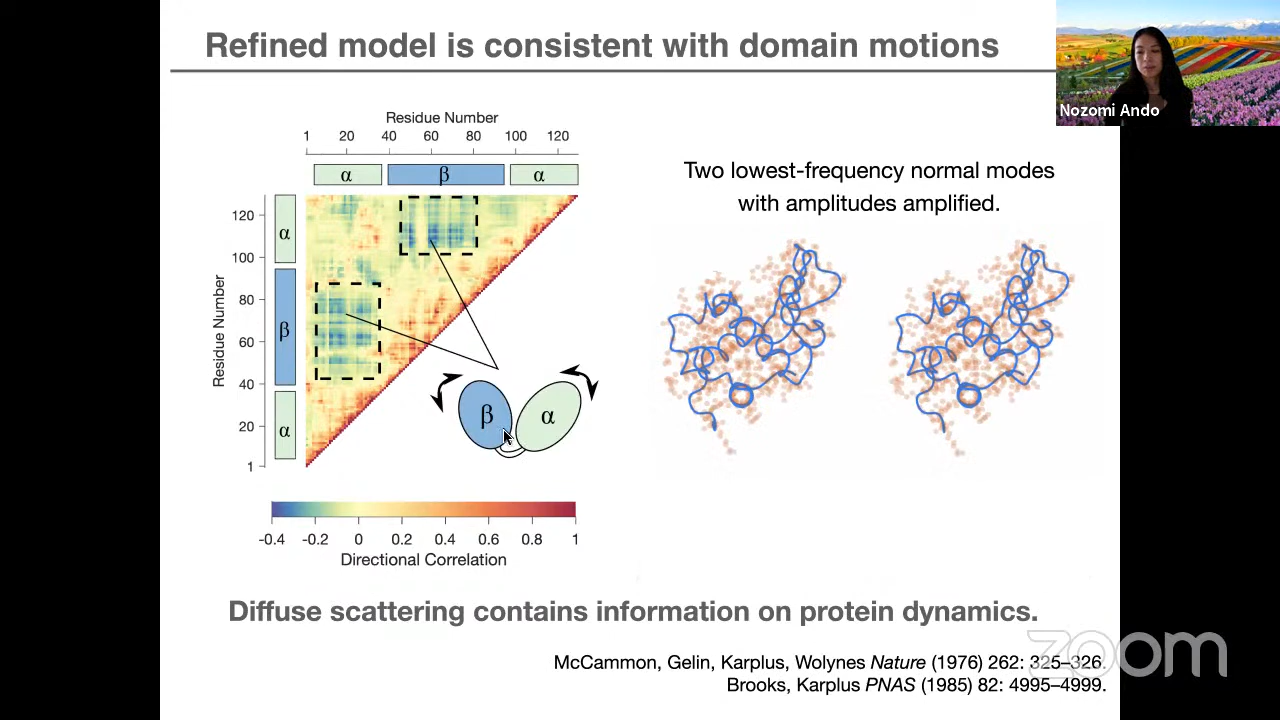 Refined model is consistent with domain motions
Nozomi Ando
Residue Number
1 20 40 60 80 100 120
α β α
Two lowest-frequency normal modes
with amplitudes amplified.
120
100
80
60
40
20
1
Residue Number
α
β
α
β α
-0.4 -0.2 0 0.2 0.4 0.6 0.8 1
Directional Correlation
Diffuse scattering contains information on protein dynamics.
zoom
McCammon, Gelin, Karplus, Wolynes Nature (1976) 262: 325–326.
Brooks, Karplus PNAS (1985) 82: 4995–4999.